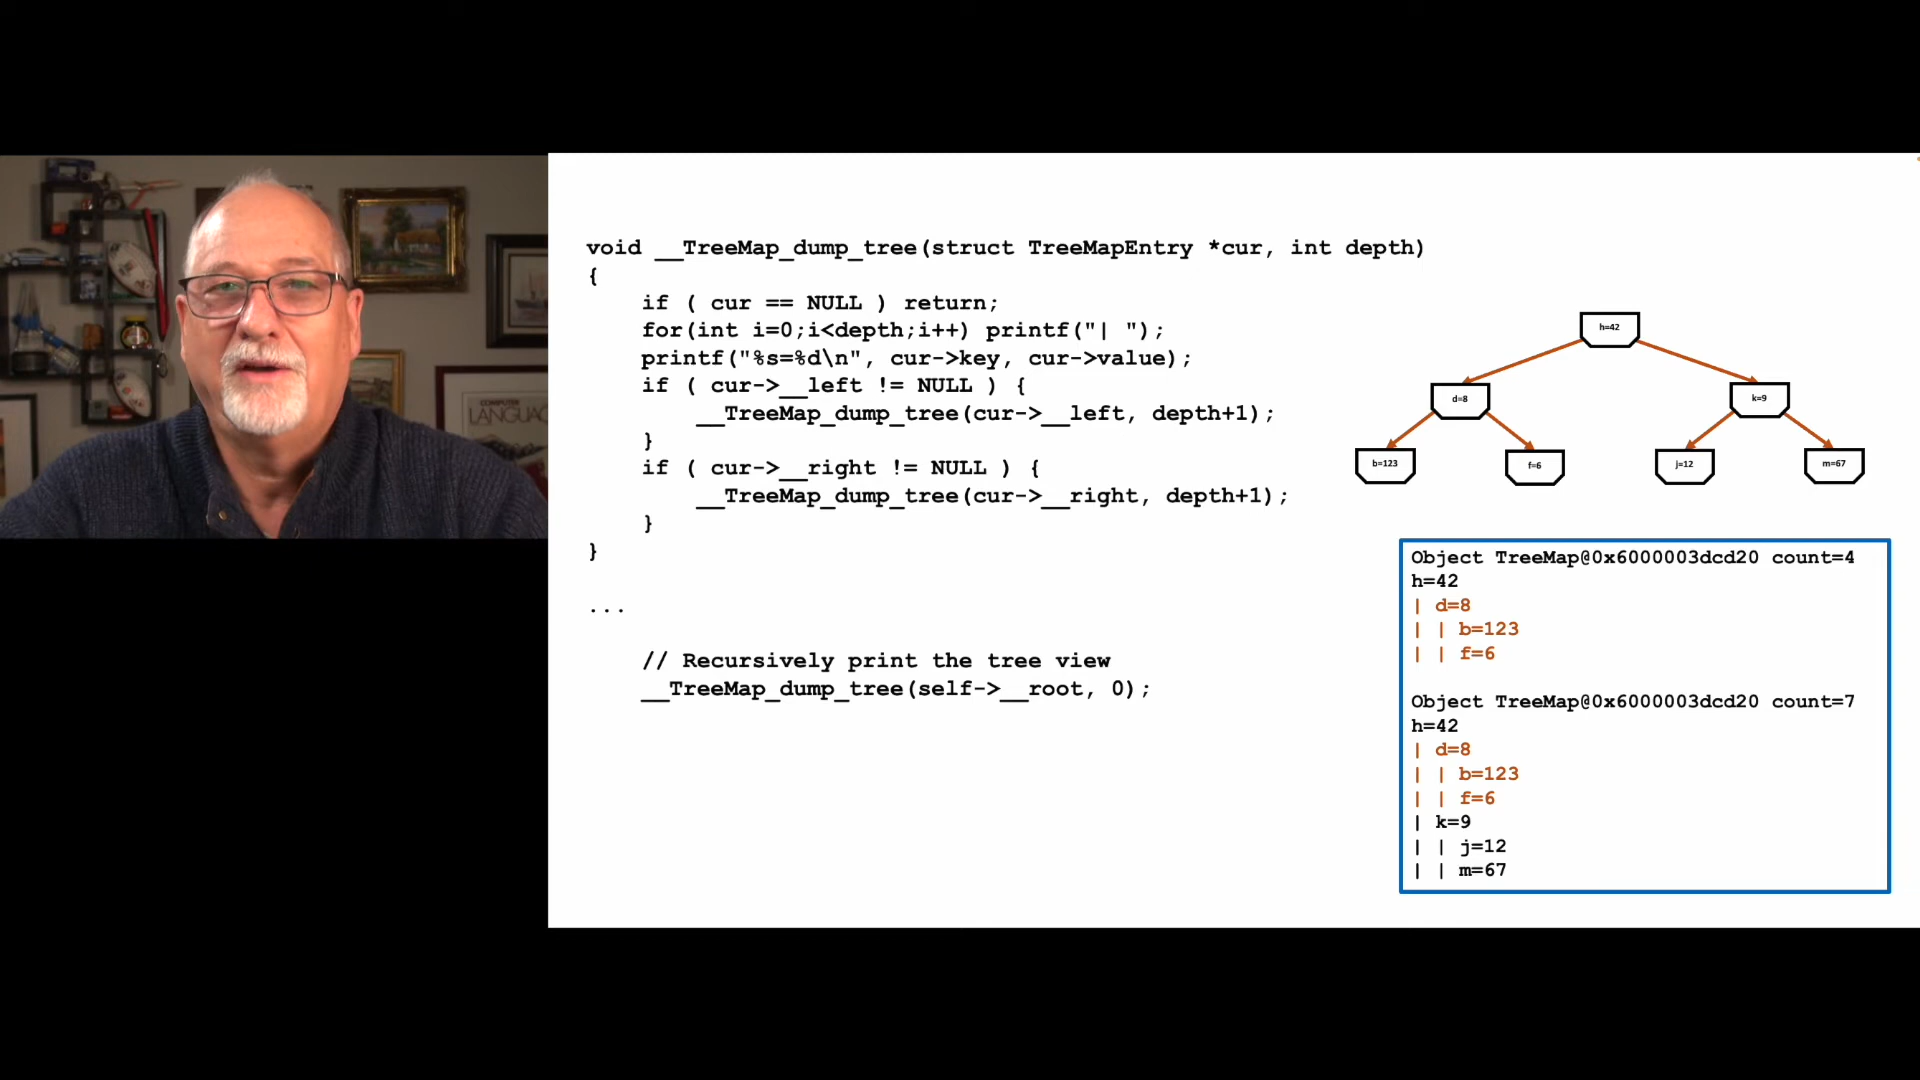 COMPUTER
LANGUAG
void __TreeMap_dump_tree(struct TreeMapEntry *cur, int depth)
{
    if ( cur == NULL ) return;
    for(int i=0;i<depth;i++) printf("| ");
    printf("%s=%d\n", cur->key, cur->value);
    if ( cur->__left != NULL ) {
        __TreeMap_dump_tree(cur->__left, depth+1);
    }
    if ( cur->__right != NULL ) {
        __TreeMap_dump_tree(cur->__right, depth+1);
    }
}
...
    // Recursively print the tree view
    __TreeMap_dump_tree(self->__root, 0);
h=42
d=8
k=9
b=123
f=6
j=12
m=67
Object TreeMap@0x6000003dcd20 count=4
h=42
| d=8
| | b=123
| | f=6
Object TreeMap@0x6000003dcd20 count=7
h=42
| d=8
| | b=123
| | f=6
| k=9
| | j=12
| | m=67